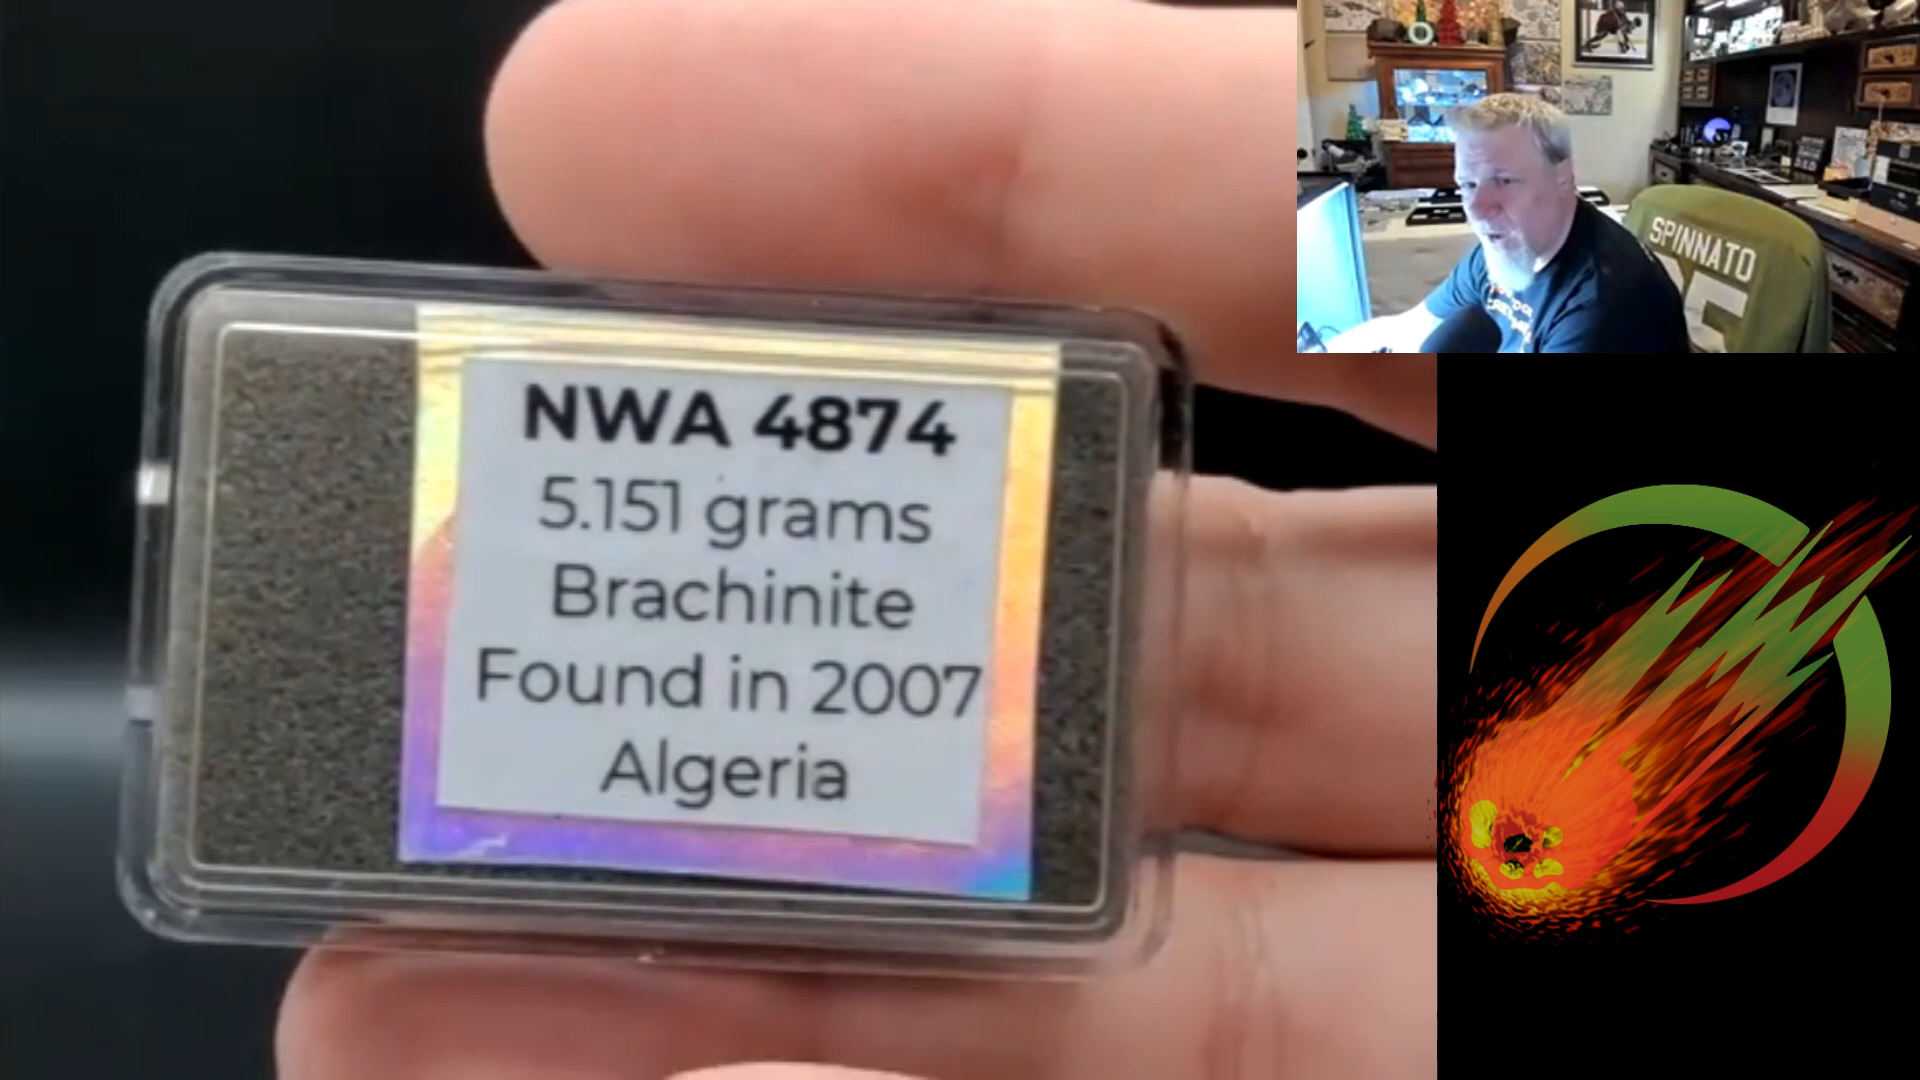 NWA 4874
5.151 grams
Brachinite
Found in 2007
Algeria
SPINNATO